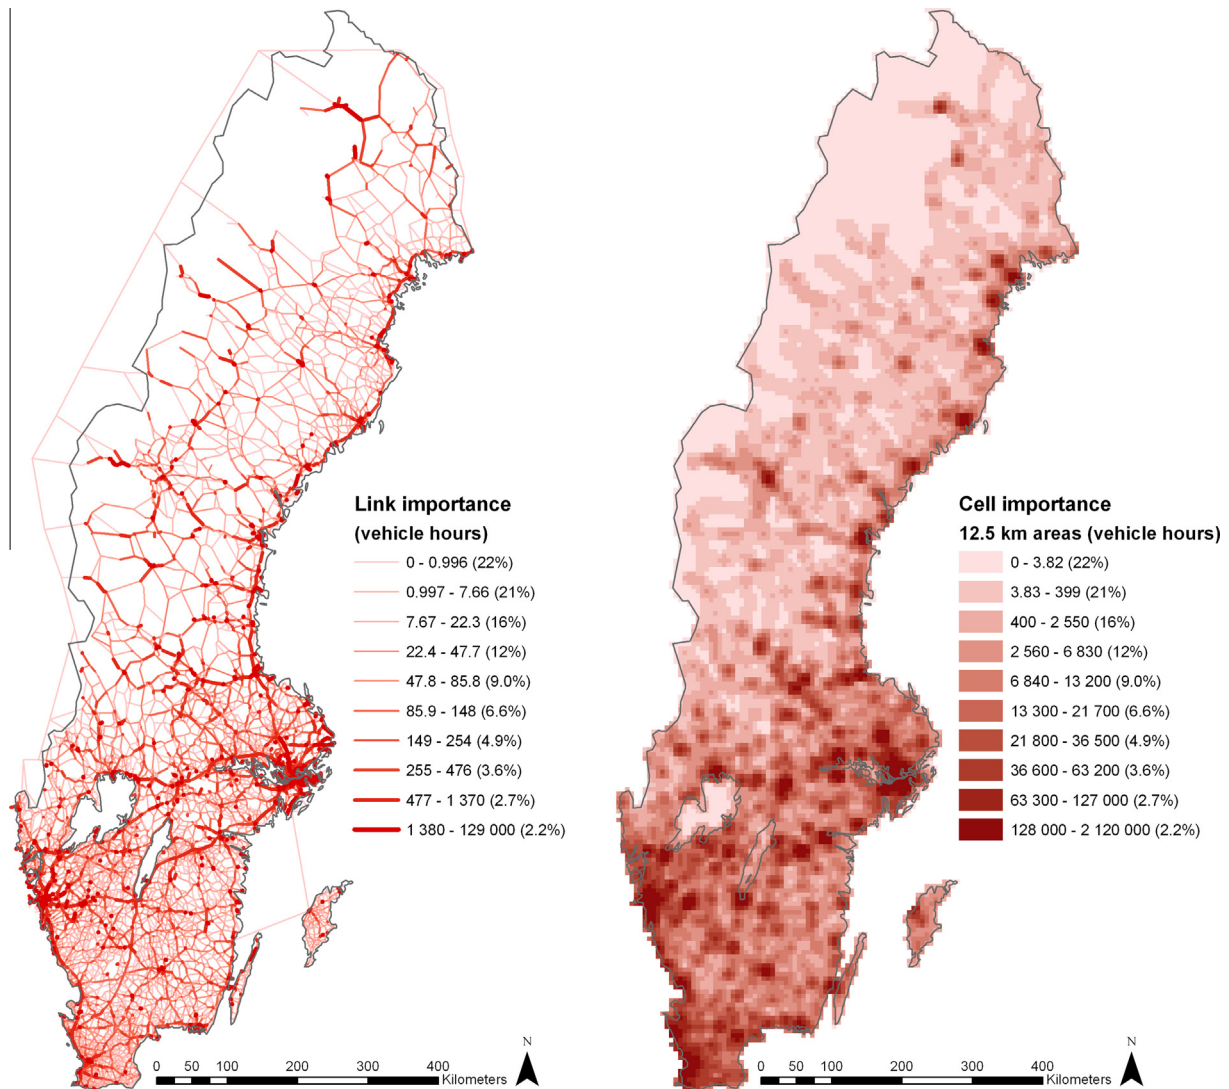 Link importance
(vehicle hours)
0 - 0.996 (22%)
0.997 - 7.66 (21%)
7.67 - 22.3 (16%)
22.4 - 47.7 (12%)
47.8 - 85.8 (9.0%)
85.9 - 148 (6.6%)
149 - 254 (4.9%)
255 - 476 (3.6%)
477 - 1 370 (2.7%)
1 380 - 129 000 (2.2%)
0 50 100 200 300 400
Kilometers
N
Cell importance
12.5 km areas (vehicle hours)
0 - 3.82 (22%)
3.83 - 399 (21%)
400 - 2 550 (16%)
2 560 - 6 830 (12%)
6 840 - 13 200 (9.0%)
13 300 - 21 700 (6.6%)
21 800 - 36 500 (4.9%)
36 600 - 63 200 (3.6%)
63 300 - 127 000 (2.7%)
128 000 - 2 120 000 (2.2%)
0 50 100 200 300 400
Kilometers
N